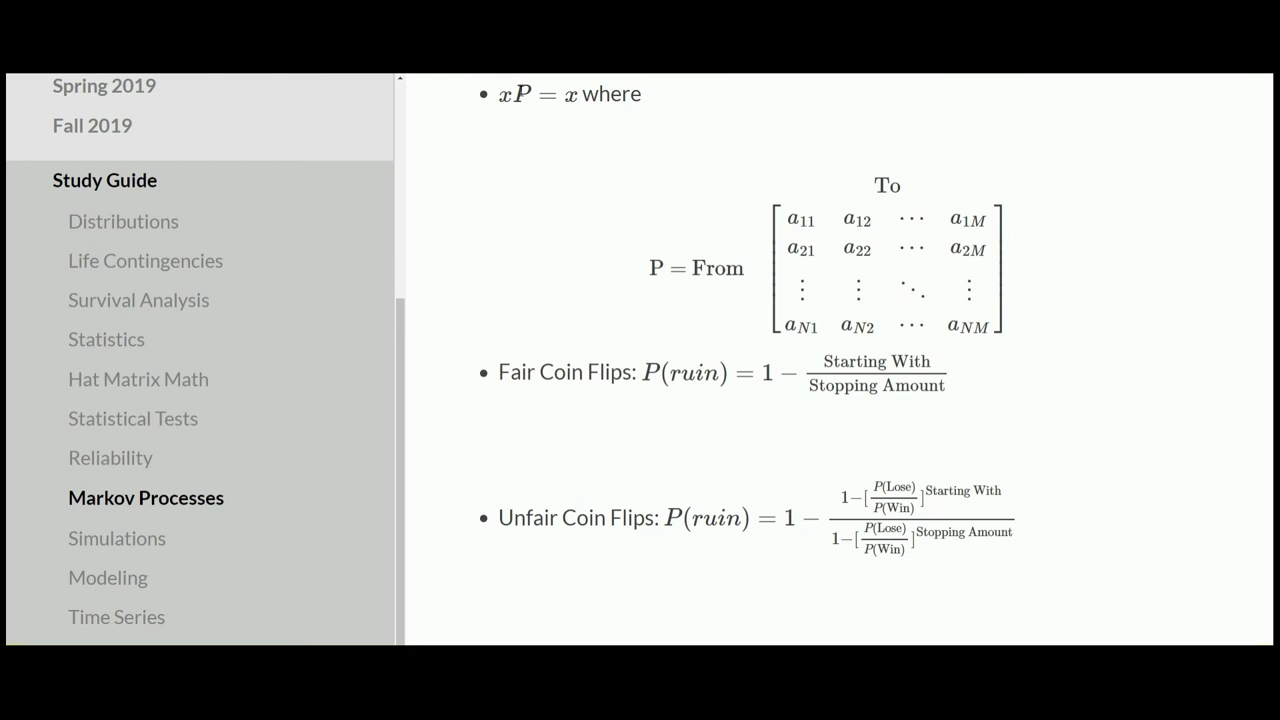 Spring 2019
Fall 2019
Study Guide
Distributions
Life Contingencies
Survival Analysis
Statistics
Hat Matrix Math
Statistical Tests
Reliability
Markov Processes
Simulations
Modeling
Time Series
• xP = x where
To
P = From [ a₁₁ a₁₂ ⋯ a₁M
a₂₁ a₂₂ ⋯ a₂M
⋮ ⋮ ⋱ ⋮
a_N1 a_N2 ⋯ a_NM ]
• Fair Coin Flips: P(ruin) = 1 − Starting With / Stopping Amount
• Unfair Coin Flips: P(ruin) = 1 − (1−[P(Lose)/P(Win)]^Starting With) / (1−[P(Lose)/P(Win)]^Stopping Amount)